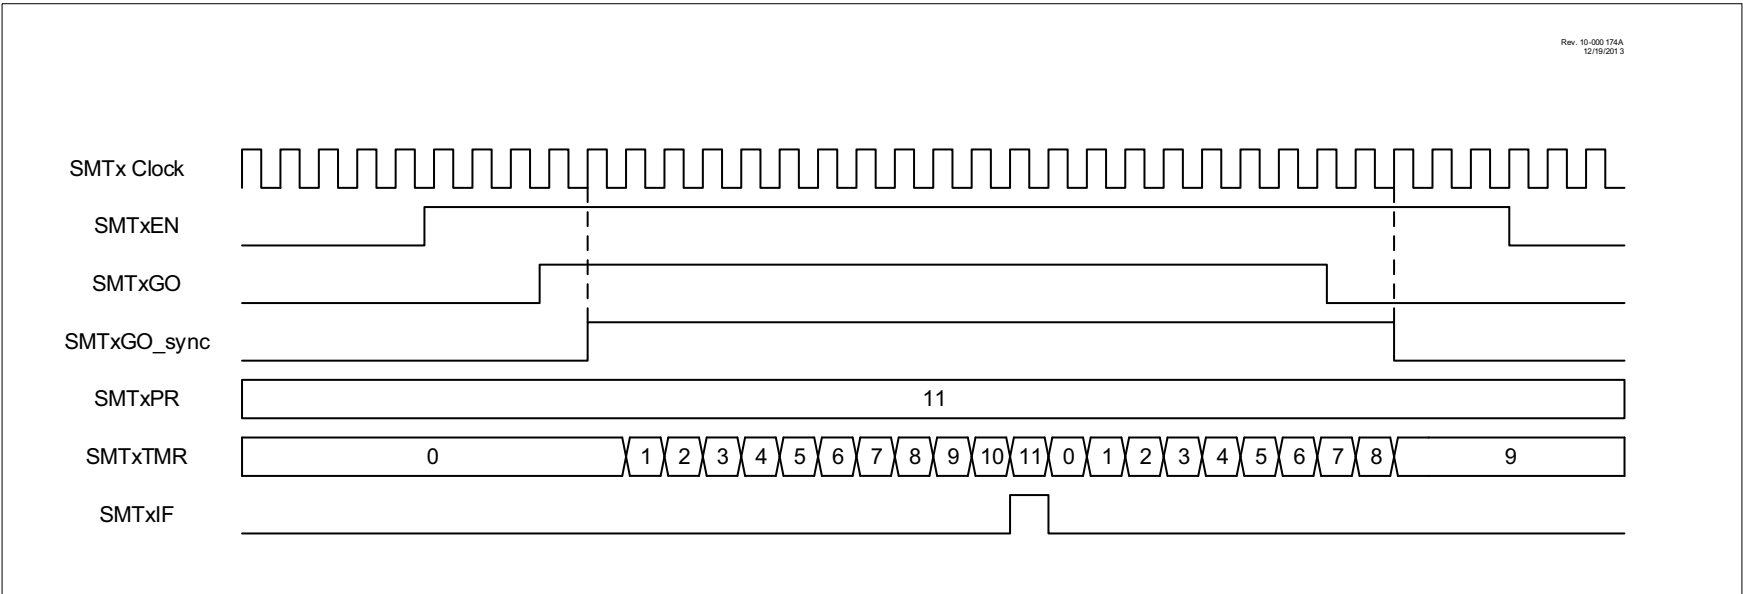 Rev. 10-000 174A
12/19/201 3
SMTx Clock
SMTxEN
SMTxGO
SMTxGO_sync
SMTxPR
11
SMTxTMR
0 1 2 3 4 5 6 7 8 9 10 11 0 1 2 3 4 5 6 7 8 9
SMTxIF